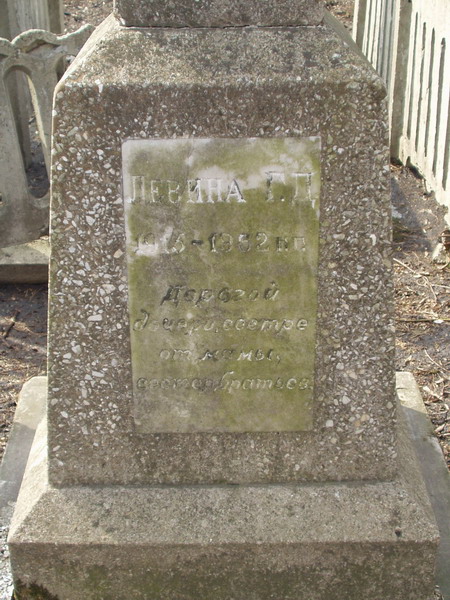 ЛЕВИНА Г.Д
-1952 гг.
Дорогой
дочери, сестре
от мамы,
сестер, братьев